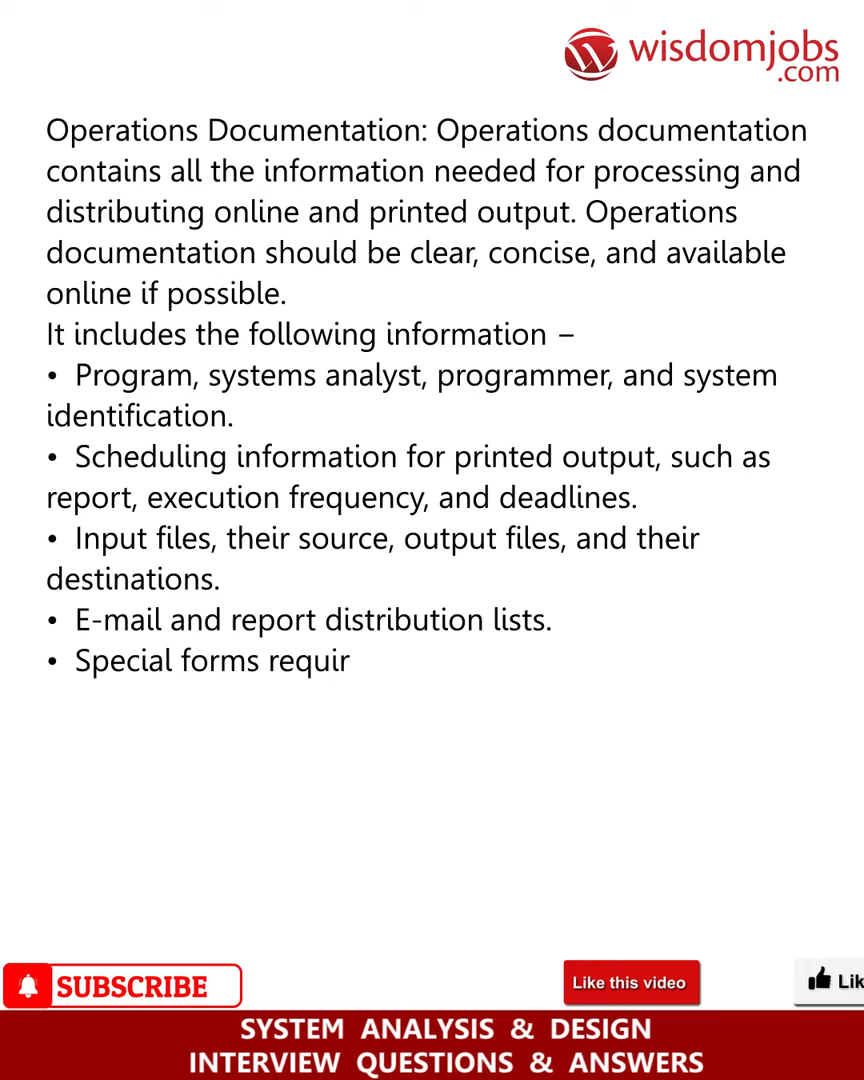 wisdomjobs
.com
Operations Documentation: Operations documentation
contains all the information needed for processing and
distributing online and printed output. Operations
documentation should be clear, concise, and available
online if possible.
It includes the following information –
• Program, systems analyst, programmer, and system
identification.
• Scheduling information for printed output, such as
report, execution frequency, and deadlines.
• Input files, their source, output files, and their
destinations.
• E-mail and report distribution lists.
• Special forms requir
SUBSCRIBE
Like this video
Lik
SYSTEM ANALYSIS & DESIGN
INTERVIEW QUESTIONS & ANSWERS